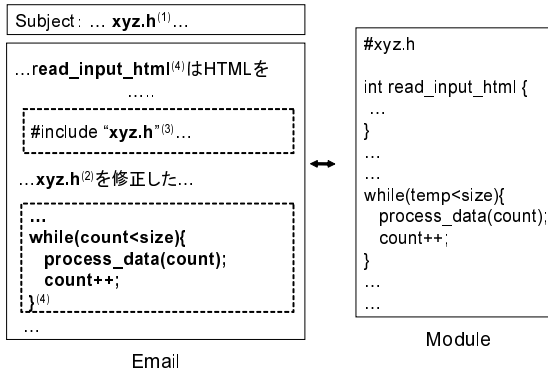 Subject: … xyz.h(1)…
…read_input_html(4)はHTMLを
…..
#include “xyz.h”(3)…
…xyz.h(2)を修正した…
…
while(count<size){
process_data(count);
count++;
}(4)
…
Email
#xyz.h
int read_input_html {
…
}
…
…
while(temp<size){
process_data(count);
count++;
}
…
…
Module